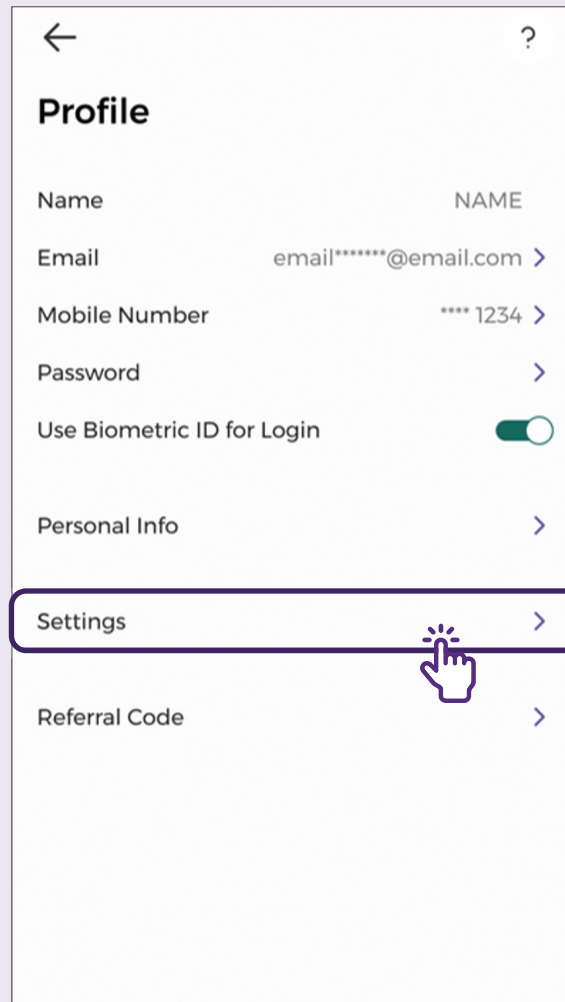 ?
Profile
Name NAME
Email email*******@email.com
Mobile Number **** 1234
Password
Use Biometric ID for Login
Personal Info
Settings
Referral Code